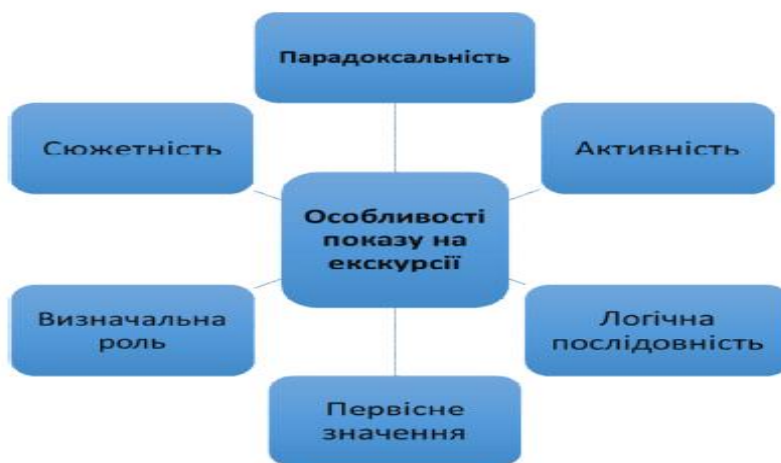 Парадоксальність
Сюжетність
Активність
Особливості
показу на
екскурсії
Визначальна
роль
Логічна
послідовність
Первісне
значення